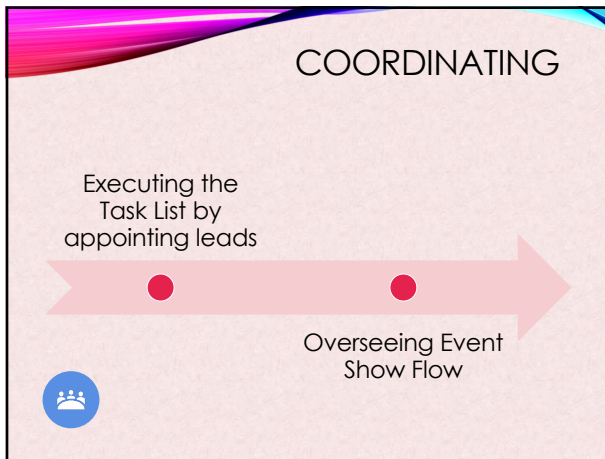 COORDINATING
Executing the
Task List by
appointing leads
Overseeing Event
Show Flow